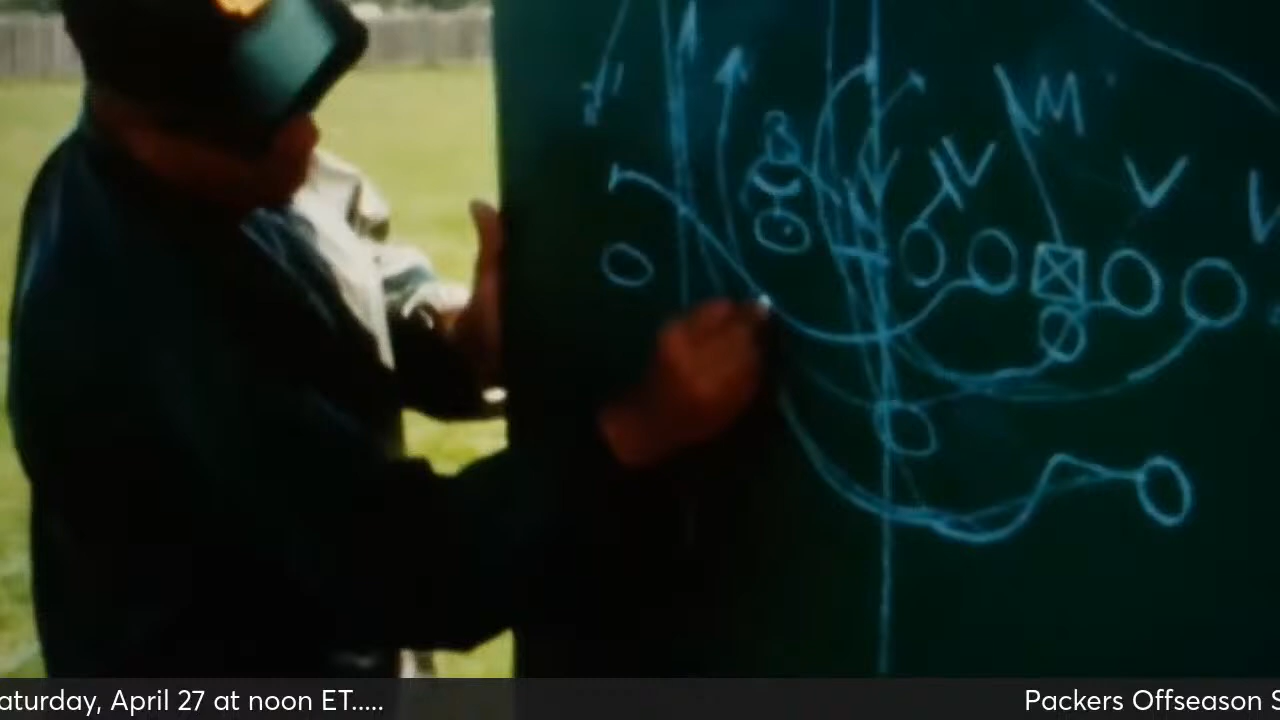 M
B
V
V
V
aturday, April 27 at noon ET.....
Packers Offseason S